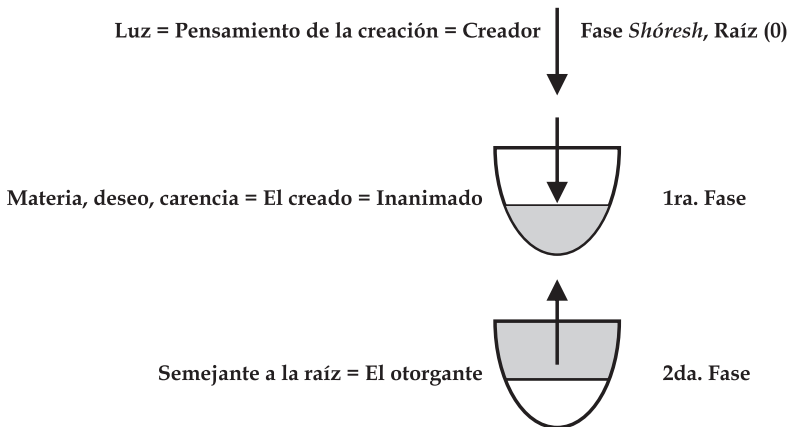 Luz = Pensamiento de la creación = Creador Fase Shóresh, Raíz (0)
Materia, deseo, carencia = El creado = Inanimado 1ra. Fase
Semejante a la raíz = El otorgante 2da. Fase